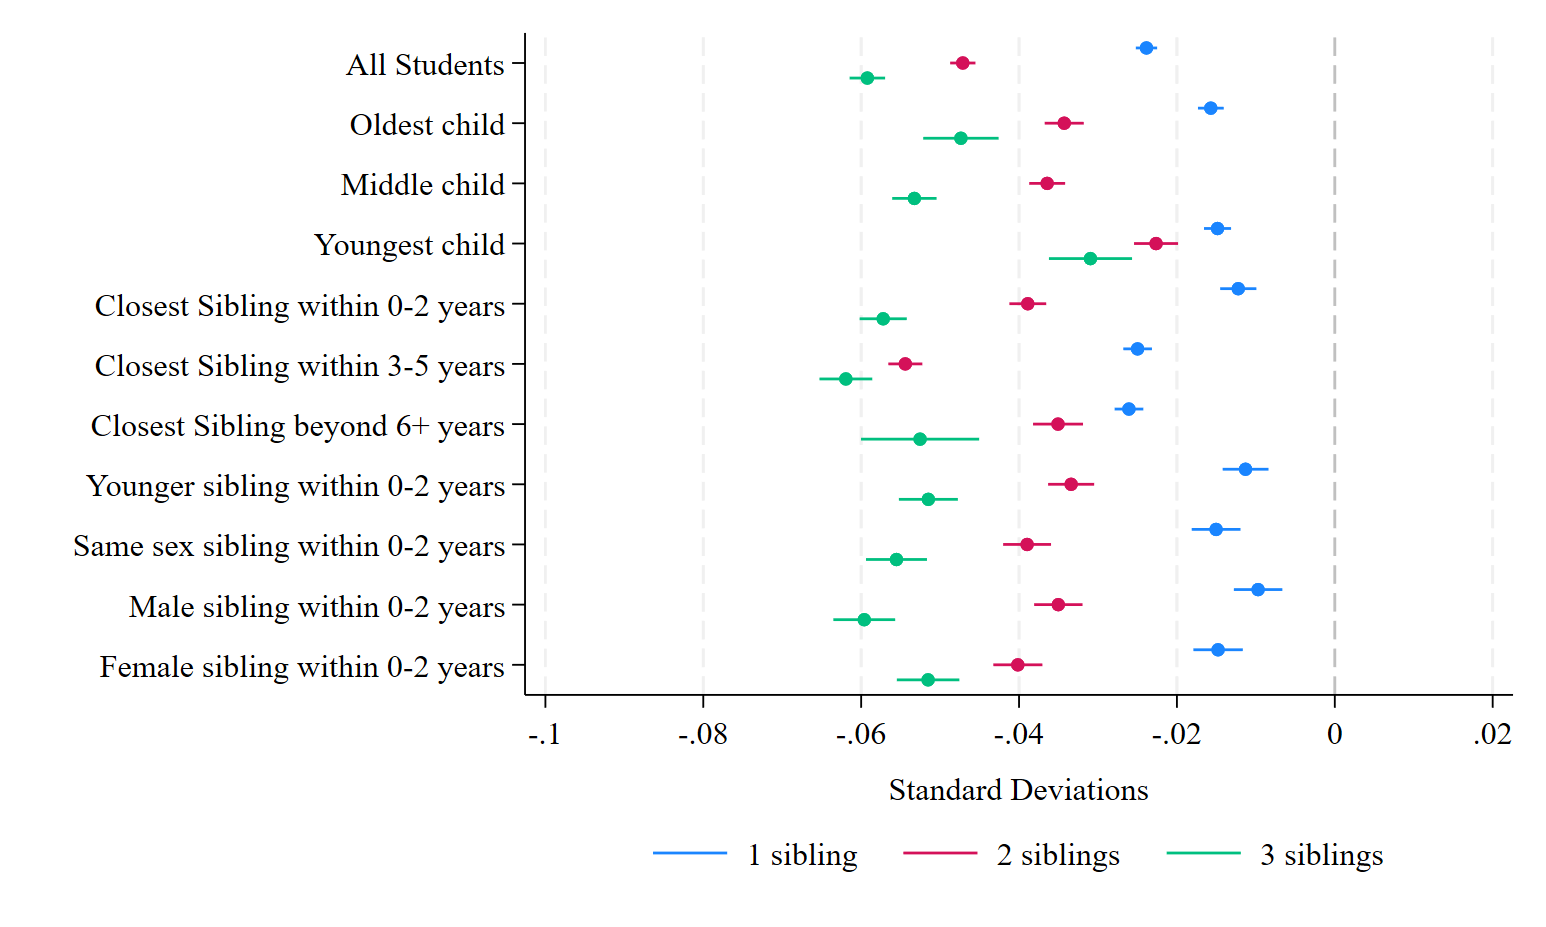 All Students
Oldest child
Middle child
Youngest child
Closest Sibling within 0-2 years
Closest Sibling within 3-5 years
Closest Sibling beyond 6+ years
Younger sibling within 0-2 years
Same sex sibling within 0-2 years
Male sibling within 0-2 years
Female sibling within 0-2 years
-.1 -.08 -.06 -.04 -.02 0 .02
Standard Deviations
1 sibling 2 siblings 3 siblings